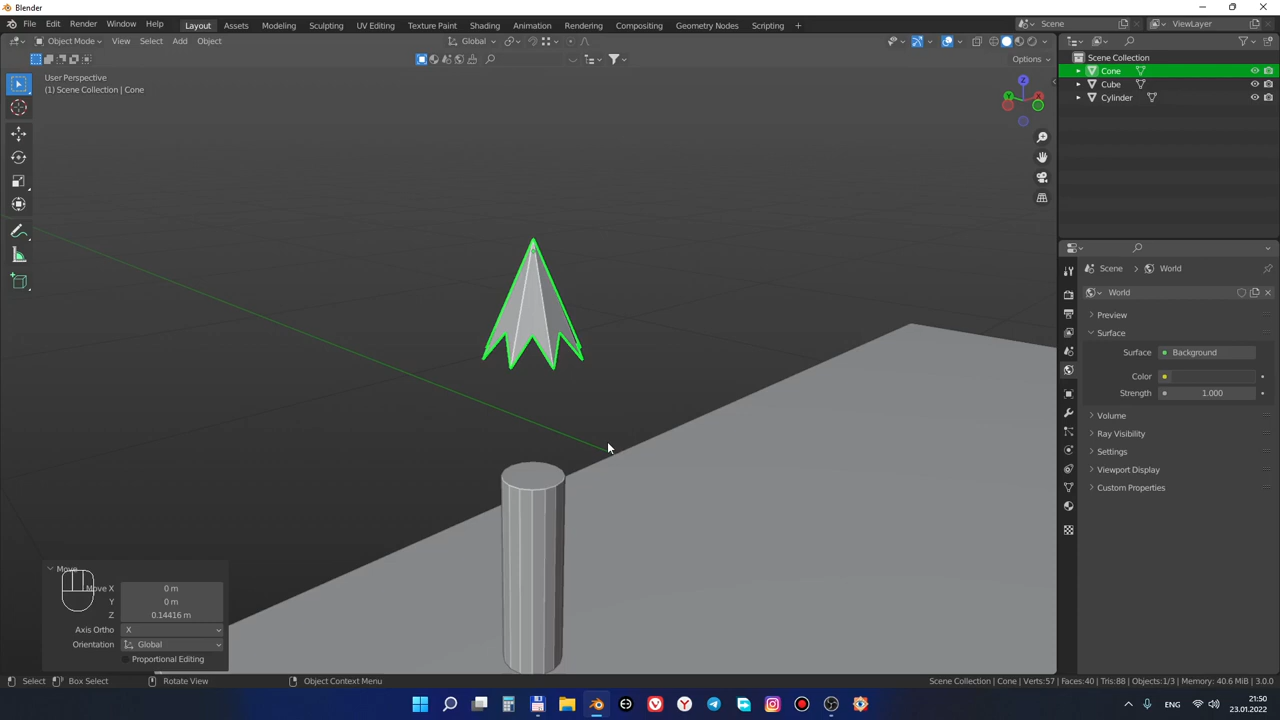 Blender
File Edit Render Window Help Layout Assets Modeling Sculpting UV Editing Texture Paint Shading Animation Rendering Compositing Geometry Nodes Scripting + Scene ViewLayer
Object Mode View Select Add Object Global
Options
User Perspective
(1) Scene Collection | Cone
Z
Y
X
Scene Collection
Cone
Cube
Cylinder
Scene World
World
Preview
Surface
Surface Background
Color
Strength 1.000
Volume
Ray Visibility
Settings
Viewport Display
Custom Properties
Move
Move X 0 m
Y 0 m
Z 0.14416 m
Axis Ortho X
Orientation Global
Proportional Editing
Select Box Select Rotate View Object Context Menu Scene Collection | Cone | Verts:57 | Faces:40 | Tris:88 | Objects:1/3 | Memory: 40.6 MiB | 3.0.0
ENG 21:50
23.01.2022